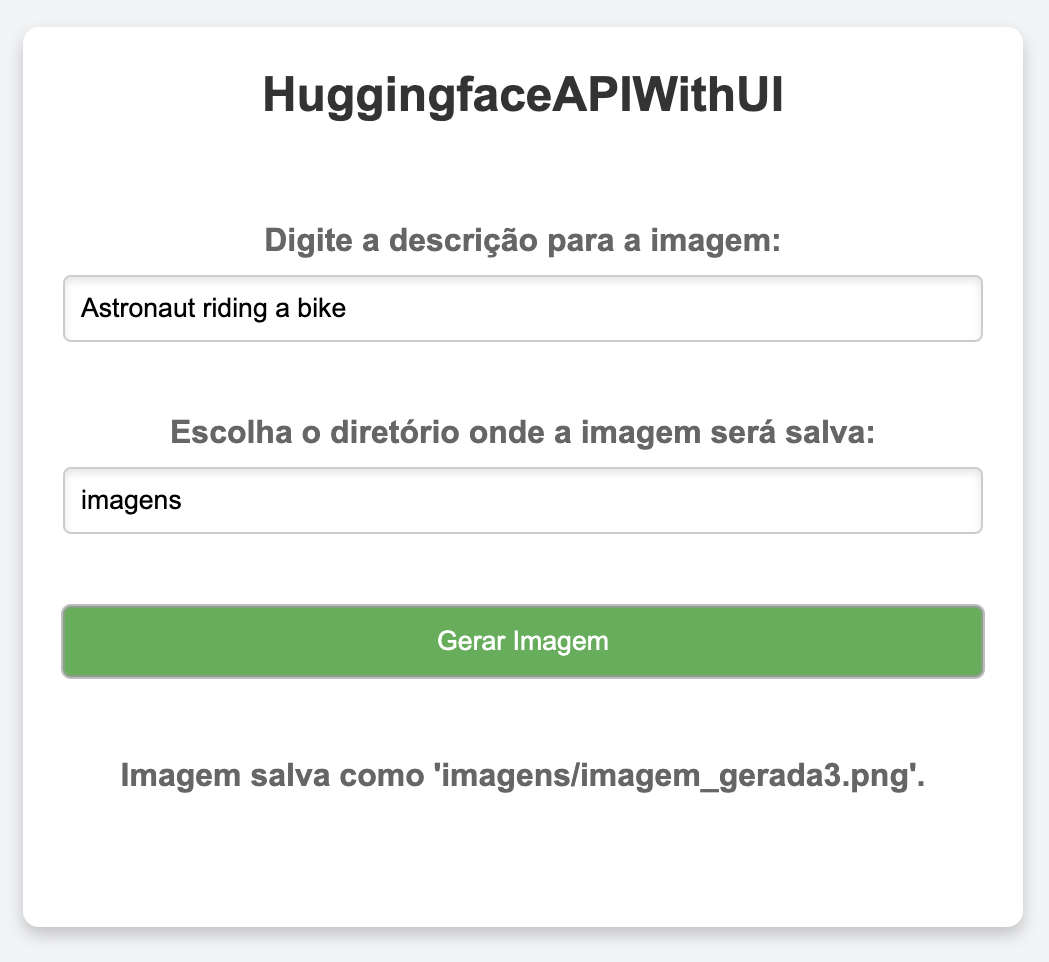 HuggingfaceAPIWithUI
Digite a descrição para a imagem:
Astronaut riding a bike
Escolha o diretório onde a imagem será salva:
imagens
Gerar Imagem
Imagem salva como 'imagens/imagem_gerada3.png'.